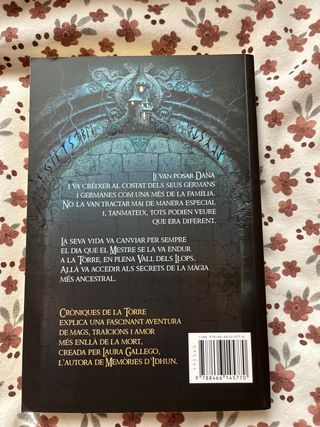 Li van posar Dana
i va créixer al costat dels seus germans
i germanes com una més de la família.
No la van tractar mai de manera especial
i, tanmateix, tots podien veure
que era diferent.
La seva vida va canviar per sempre
el dia que el Mestre se la va endur
a la Torre, en plena Vall dels Llops.
Allà va accedir als secrets de la màgia
més ancestral.
Cròniques de la Torre
explica una fascinant aventura
de mags, traïcions i amor
més enllà de la mort,
creada per Laura Gallego,
l'autora de Memòries d'Idhun.
9 788466 145770